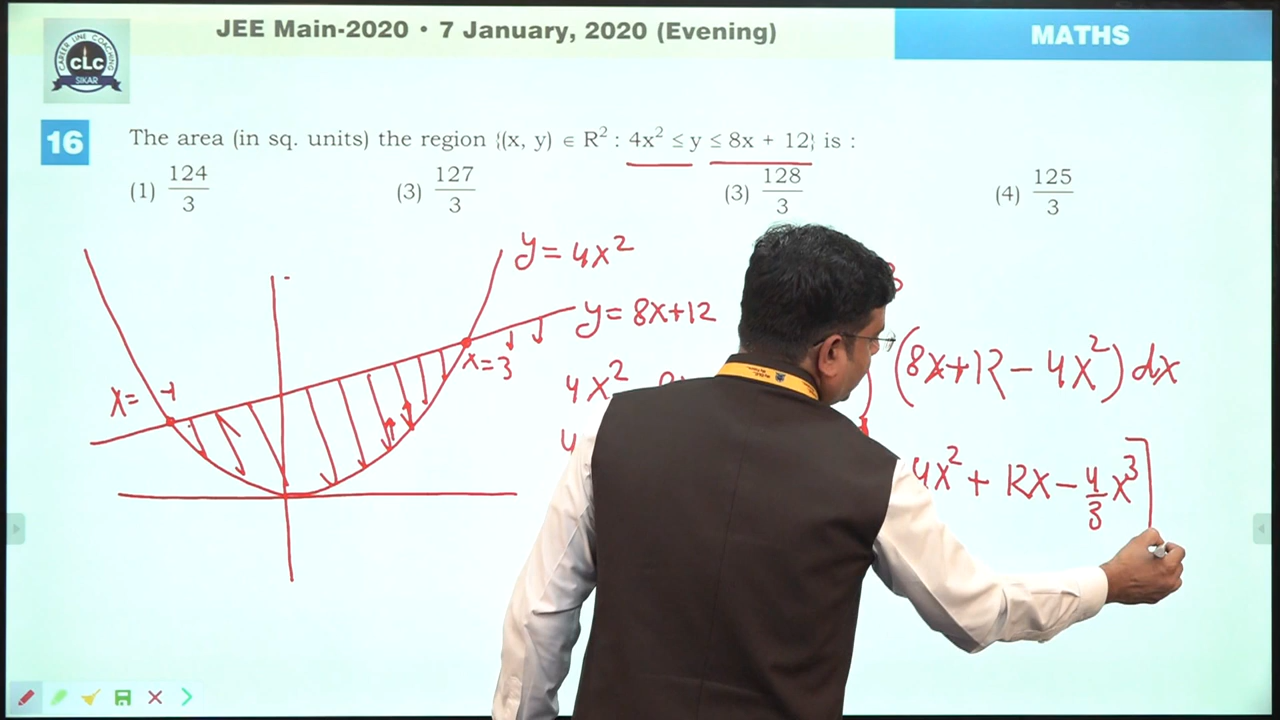 JEE Main-2020 • 7 January, 2020 (Evening)
MATHS
CAREER LINE COACHING
CLC
SIKAR
16 The area (in sq. units) the region {(x, y) ∈ R² : 4x² ≤ y ≤ 8x + 12} is :
(1) 124/3 (3) 127/3 (3) 128/3 (4) 125/3
y = 4x²
y = 8x+12
x = -1
x=3
4x²
4
(8x+12 - 4x²) dx
4x² + 12x - 4/3 x³]